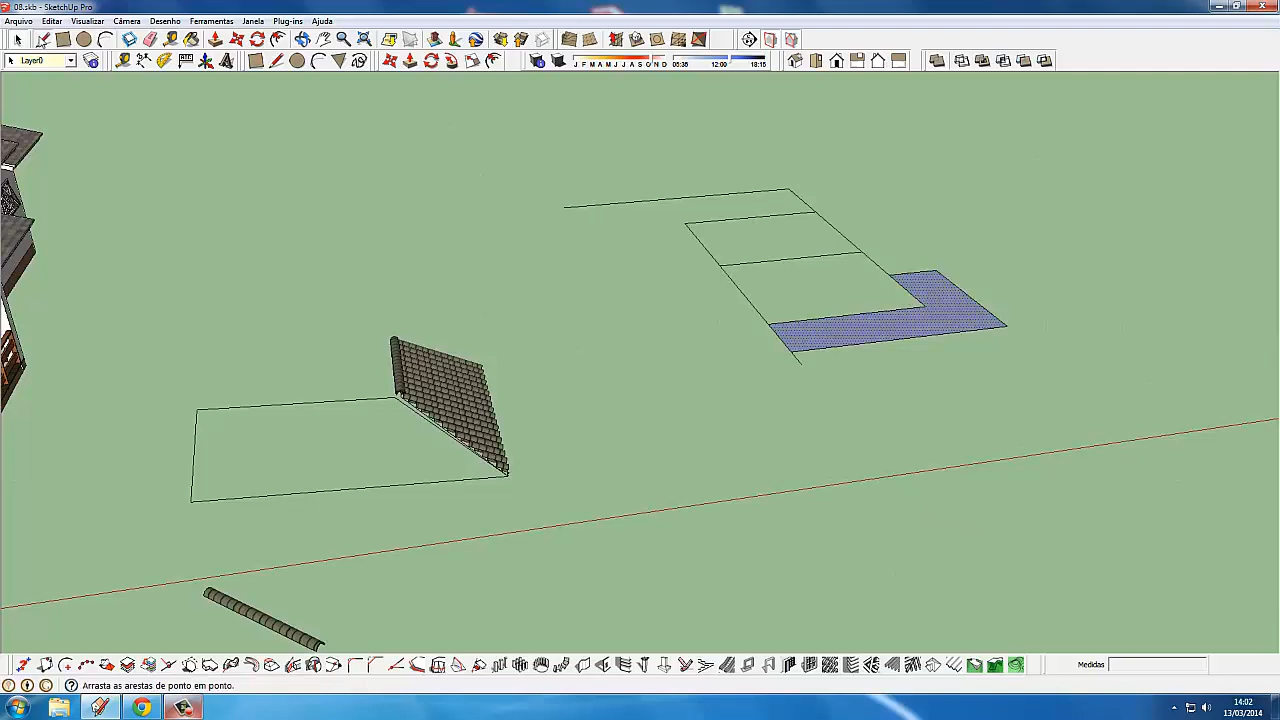 08.skb - SketchUp Pro
Arquivo Editar Visualizar Câmera Desenho Ferramentas Janela Plug-ins Ajuda
Layer0
J F M A M J J A S O N D
06:36 12:00 18:15
Medidas
Arrasta as arestas de ponto em ponto.
14:02
13/03/2014